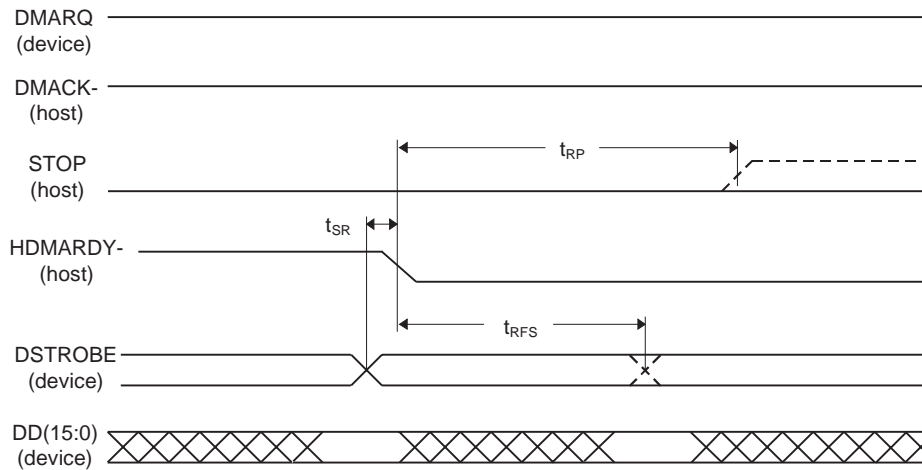 DMARQ
(device)
DMACK-
(host)
STOP
(host)
t_RP
t_SR
HDMARDY-
(host)
t_RFS
DSTROBE
(device)
DD(15:0)
(device)